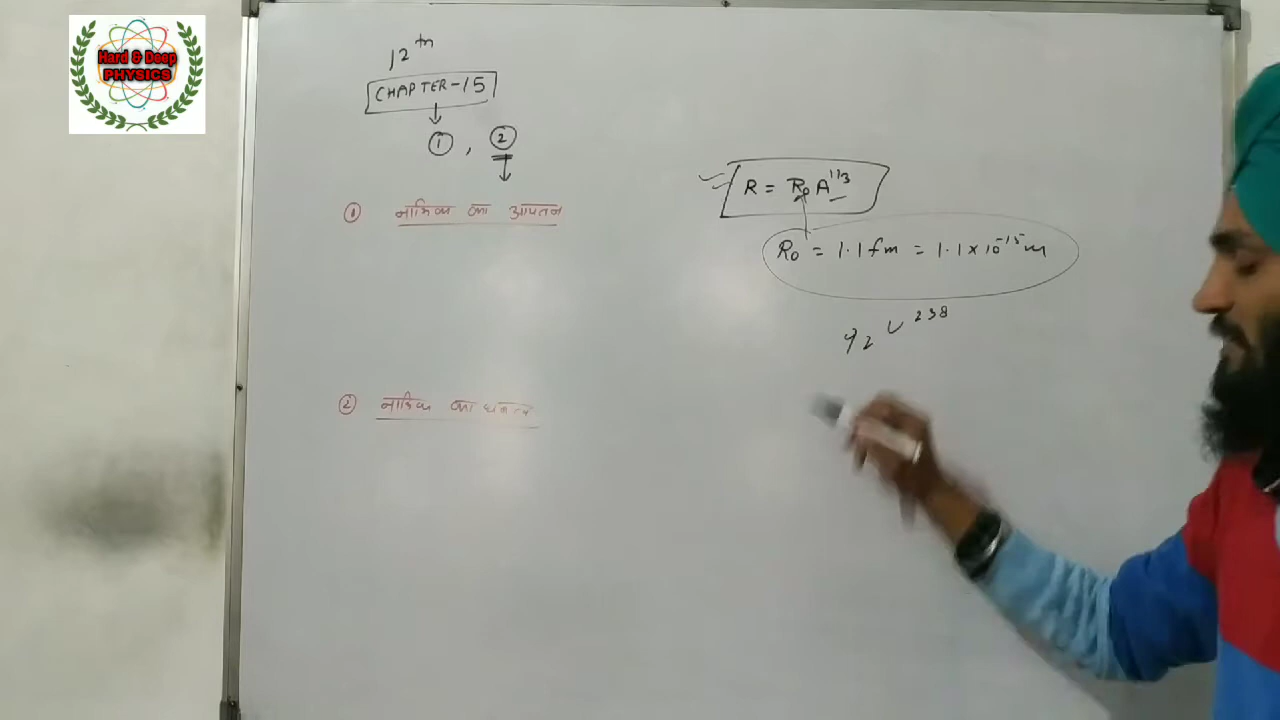 Hard & Deep
PHYSICS
12th
CHAPTER-15
① , ②
① नाभिक का आयतन
② नाभिक का घनत्व
R = R₀ A^1/3
R₀ = 1.1 fm = 1.1 × 10^-15 m
92 U 238